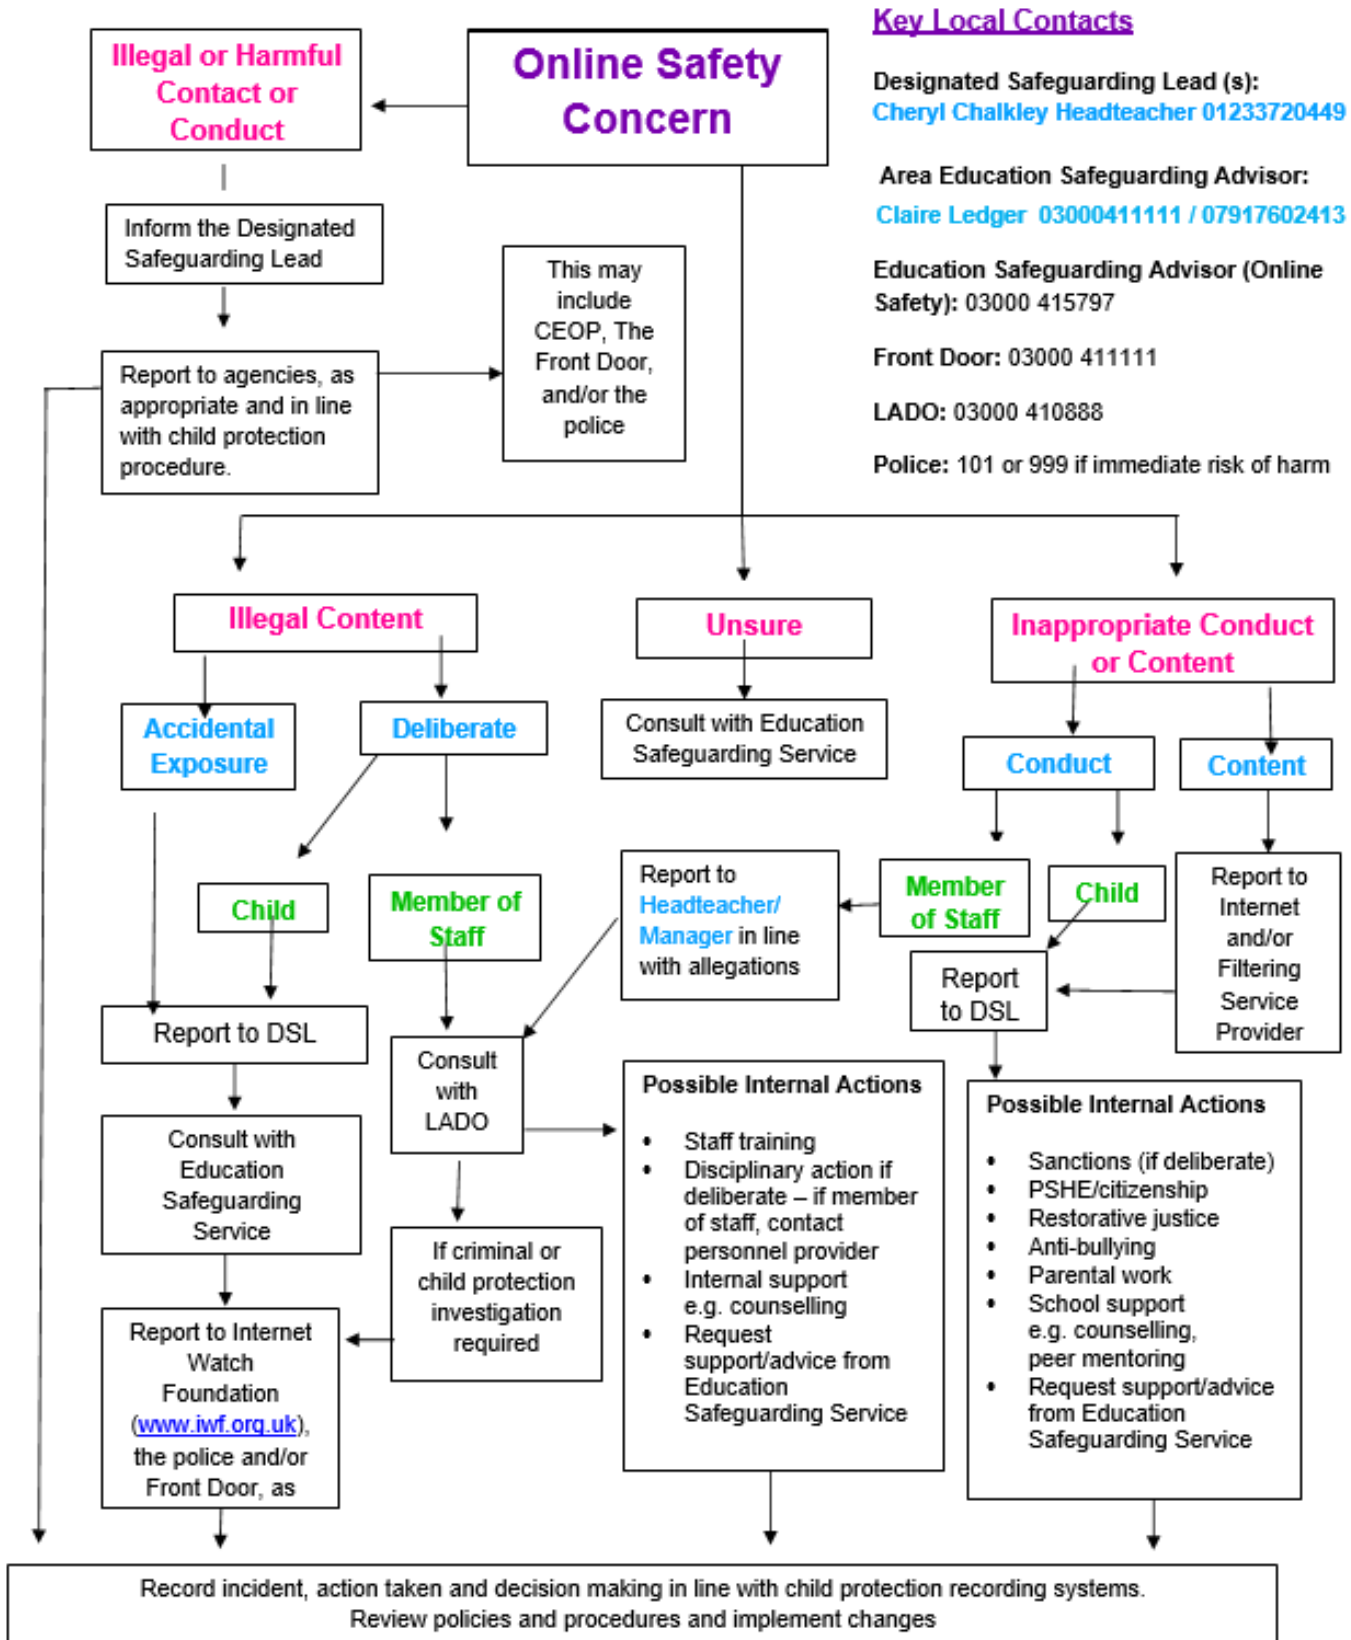 Key Local Contacts
Illegal or Harmful
Contact or
Conduct
Online Safety
Concern
Designated Safeguarding Lead (s):
Cheryl Chalkley Headteacher 01233720449
Area Education Safeguarding Advisor:
Claire Ledger 03000411111 / 07917602413
Education Safeguarding Advisor (Online
Safety): 03000 415797
Front Door: 03000 411111
LADO: 03000 410888
Police: 101 or 999 if immediate risk of harm
Inform the Designated
Safeguarding Lead
This may
include
CEOP, The
Front Door,
and/or the
police
Report to agencies, as
appropriate and in line
with child protection
procedure.
Illegal Content
Unsure
Inappropriate Conduct
or Content
Accidental
Exposure
Deliberate
Consult with Education
Safeguarding Service
Conduct
Content
Child
Member of
Staff
Report to
Headteacher/
Manager in line
with allegations
Member
of Staff
Child
Report to
Internet
and/or
Filtering
Service
Provider
Report
to DSL
Report to DSL
Consult
with
LADO
Consult with
Education
Safeguarding
Service
If criminal or
child protection
investigation
required
Report to Internet
Watch
Foundation
(www.iwf.org.uk),
the police and/or
Front Door, as
Possible Internal Actions
• Staff training
• Disciplinary action if
deliberate – if member
of staff, contact
personnel provider
• Internal support
e.g. counselling
• Request
support/advice from
Education
Safeguarding Service
Possible Internal Actions
• Sanctions (if deliberate)
• PSHE/citizenship
• Restorative justice
• Anti-bullying
• Parental work
• School support
e.g. counselling,
peer mentoring
• Request support/advice
from Education
Safeguarding Service
Record incident, action taken and decision making in line with child protection recording systems.
Review policies and procedures and implement changes